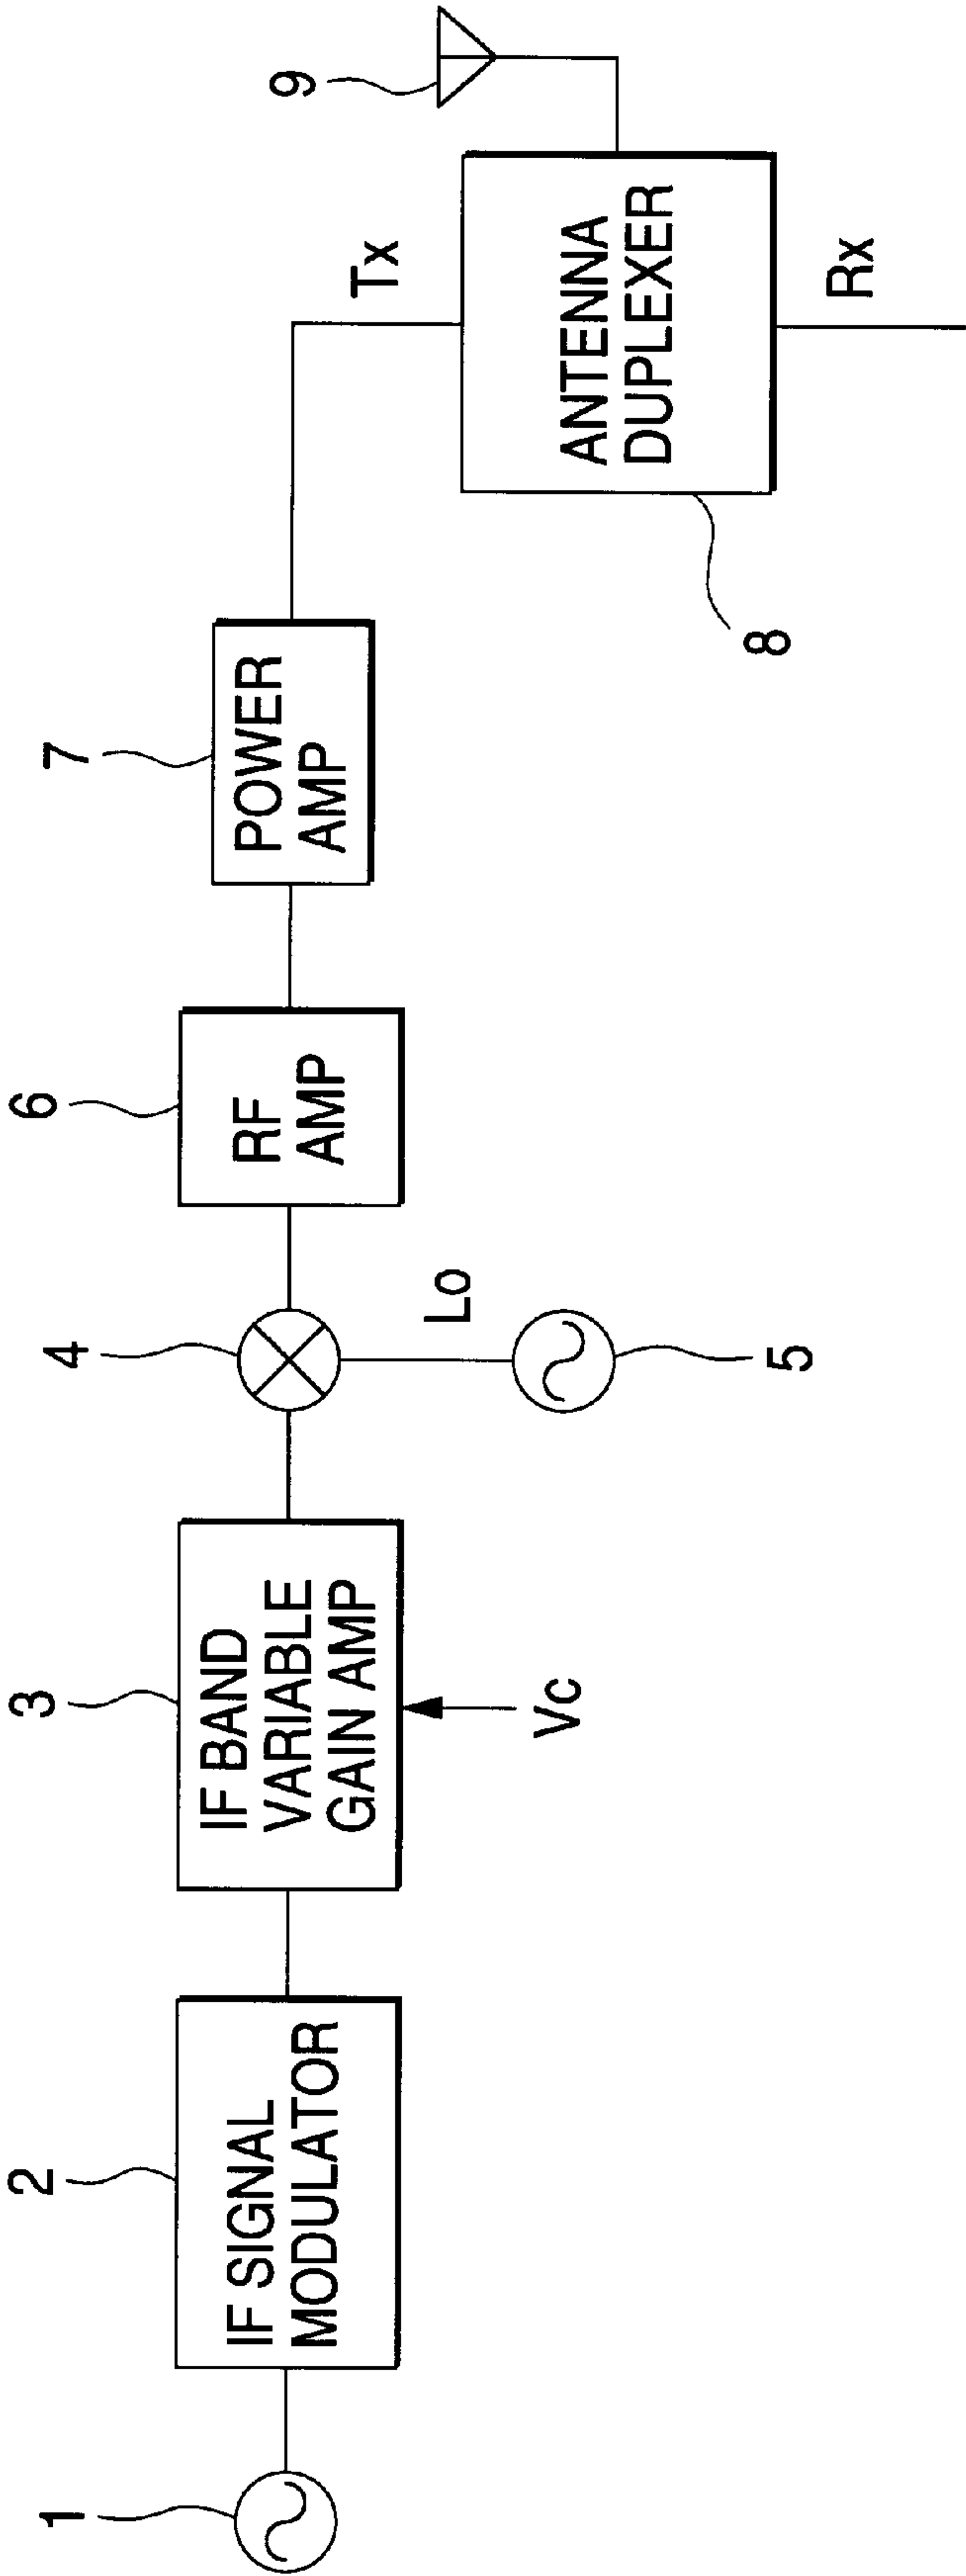 1
2
IF SIGNAL
MODULATOR
3
IF BAND
VARIABLE
GAIN AMP
Vc
4
Lo
5
6
RF
AMP
7
POWER
AMP
Tx
9
ANTENNA
DUPLEXER
8
Rx